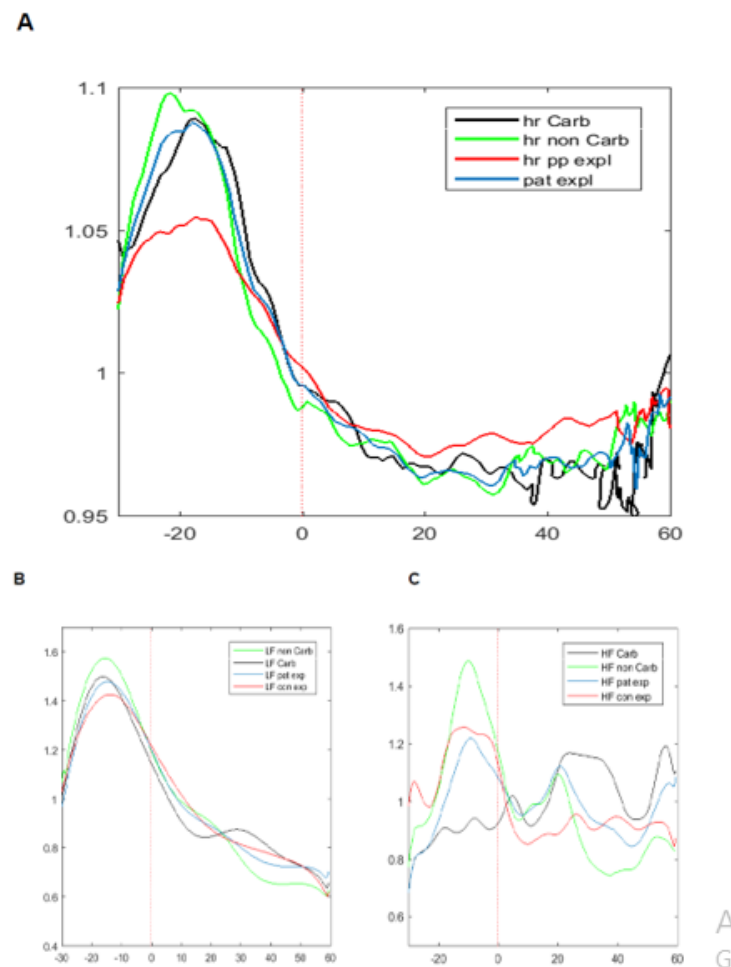 A
1.1
1.05
1
0.95
hr Carb
hr non Carb
hr pp expl
pat expl
-20 0 20 40 60
B
1.6
1.4
1.2
1
0.8
0.6
0.4
LF non Carb
LF Carb
LF pat exp
LF con exp
-30 -20 -10 0 10 20 30 40 50 60
C
1.6
1.4
1.2
1
0.8
0.6
HF Carb
HF non Carb
HF pat exp
HF con exp
-20 -10 0 10 20 30 40 50 60
A
G